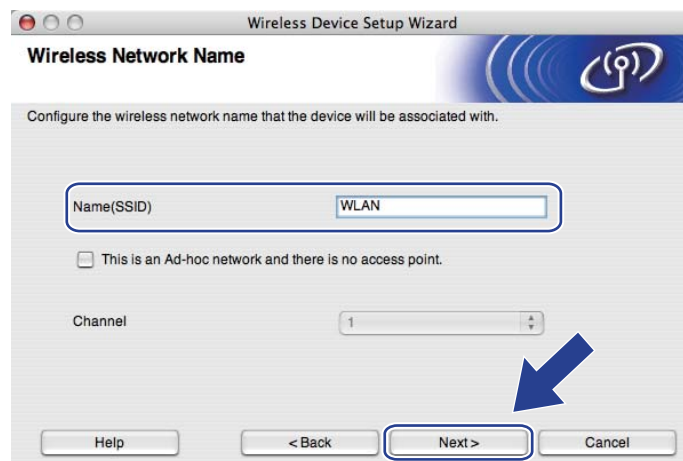 Wireless Device Setup Wizard
Wireless Network Name
Configure the wireless network name that the device will be associated with.
Name(SSID) WLAN
This is an Ad-hoc network and there is no access point.
Channel 1
Help < Back Next > Cancel